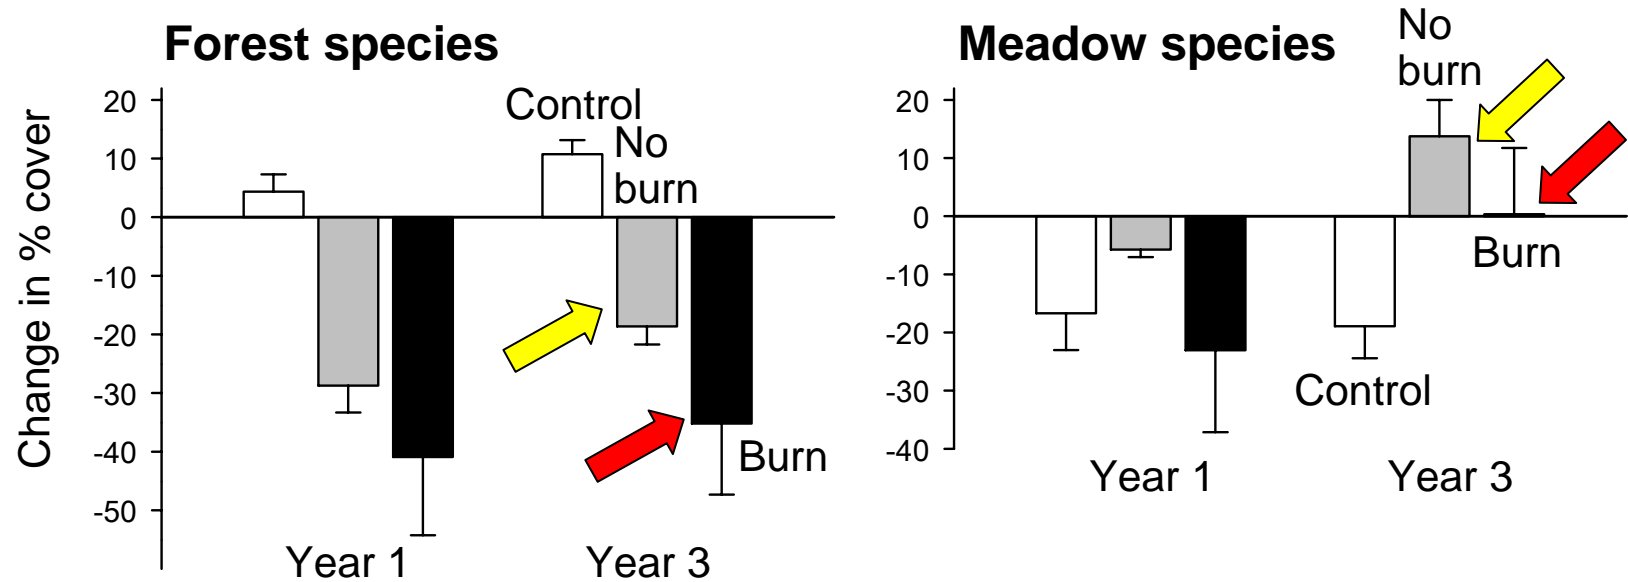 Forest species
Change in % cover
20
10
0
-10
-20
-30
-40
-50
Control
No
burn
Burn
Year 1
Year 3
Meadow species
20
10
0
-10
-20
-30
-40
No
burn
Burn
Control
Year 1
Year 3